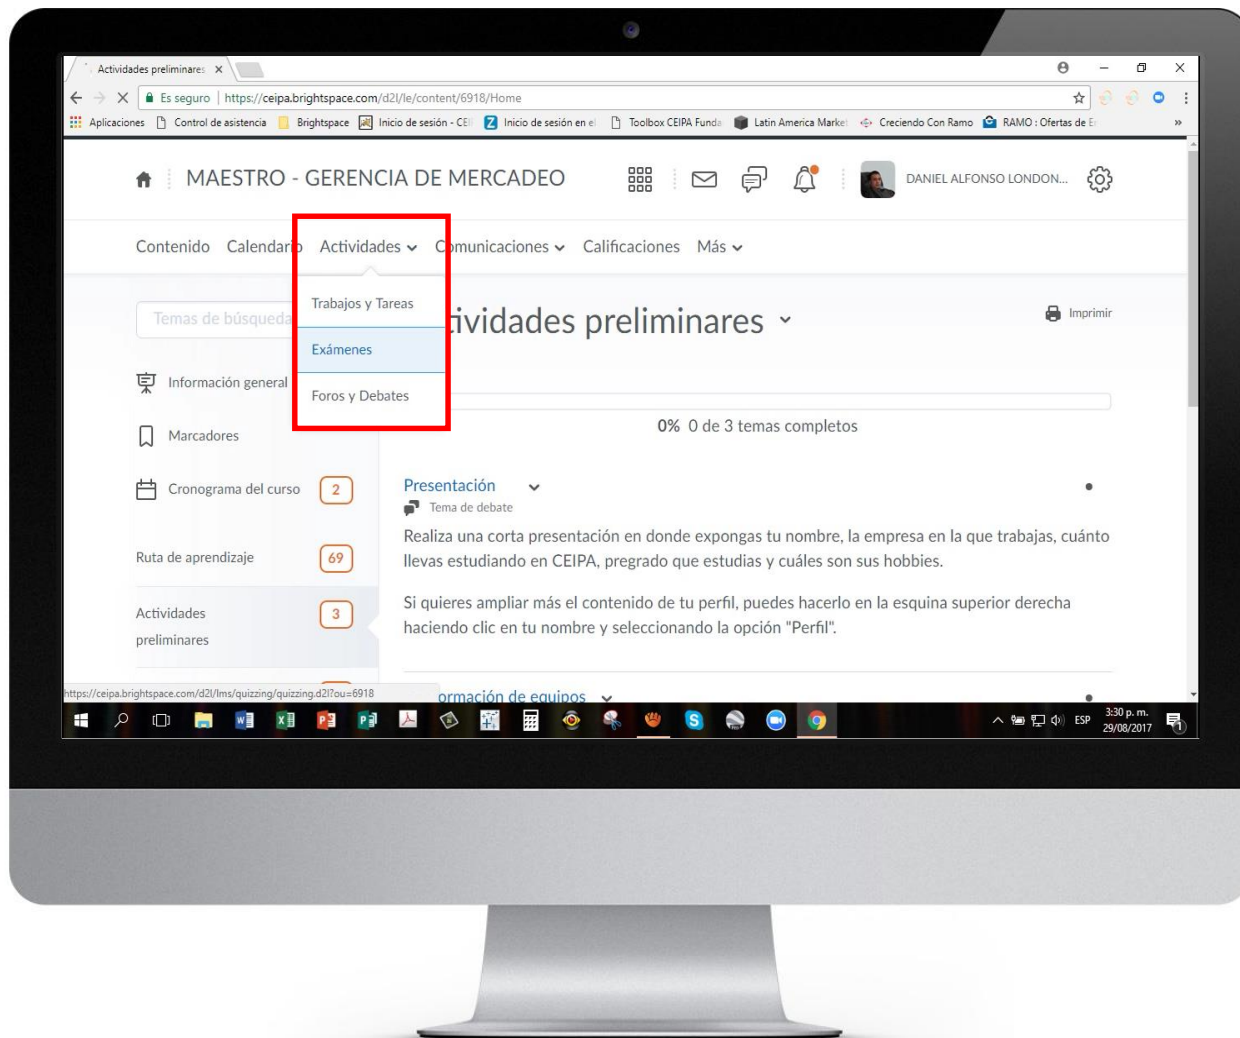 Actividades preliminares
Es seguro | https://ceipa.brightspace.com/d2l/le/content/6918/Home
Aplicaciones Control de asistencia Brightspace Inicio de sesión - CEI Inicio de sesión en el Toolbox CEIPA Funda Latin America Market Creciendo Con Ramo RAMO : Ofertas de E
MAESTRO - GERENCIA DE MERCADEO
DANIEL ALFONSO LONDON...
Contenido Calendario Actividades Comunicaciones Calificaciones Más
Temas de búsqueda
Trabajos y Tareas
Exámenes
Foros y Debates
tividades preliminares
Imprimir
Información general
0% 0 de 3 temas completos
Marcadores
Cronograma del curso 2
Presentación
Tema de debate
Realiza una corta presentación en donde expongas tu nombre, la empresa en la que trabajas, cuánto
llevas estudiando en CEIPA, pregrado que estudias y cuáles son sus hobbies.
Ruta de aprendizaje 69
Si quieres ampliar más el contenido de tu perfil, puedes hacerlo en la esquina superior derecha
haciendo clic en tu nombre y seleccionando la opción "Perfil".
Actividades
preliminares 3
ormación de equipos
https://ceipa.brightspace.com/d2l/lms/quizzing/quizzing.d2l?ou=6918
ESP
3:30 p. m.
29/08/2017